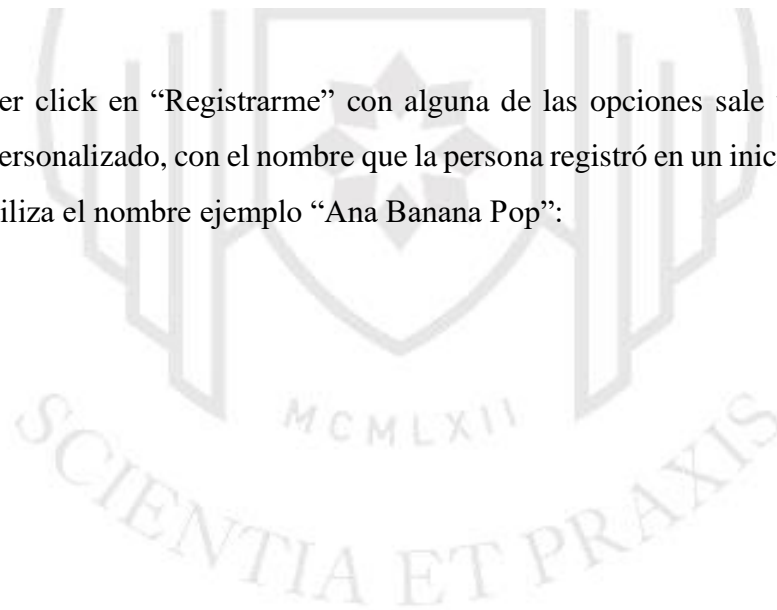 er click en “Registrarme” con alguna de las opciones sale
ersonalizado, con el nombre que la persona registró en un inic
iliza el nombre ejemplo “Ana Banana Pop”:
MCMLXII
SCIENTIA ET PRAXIS